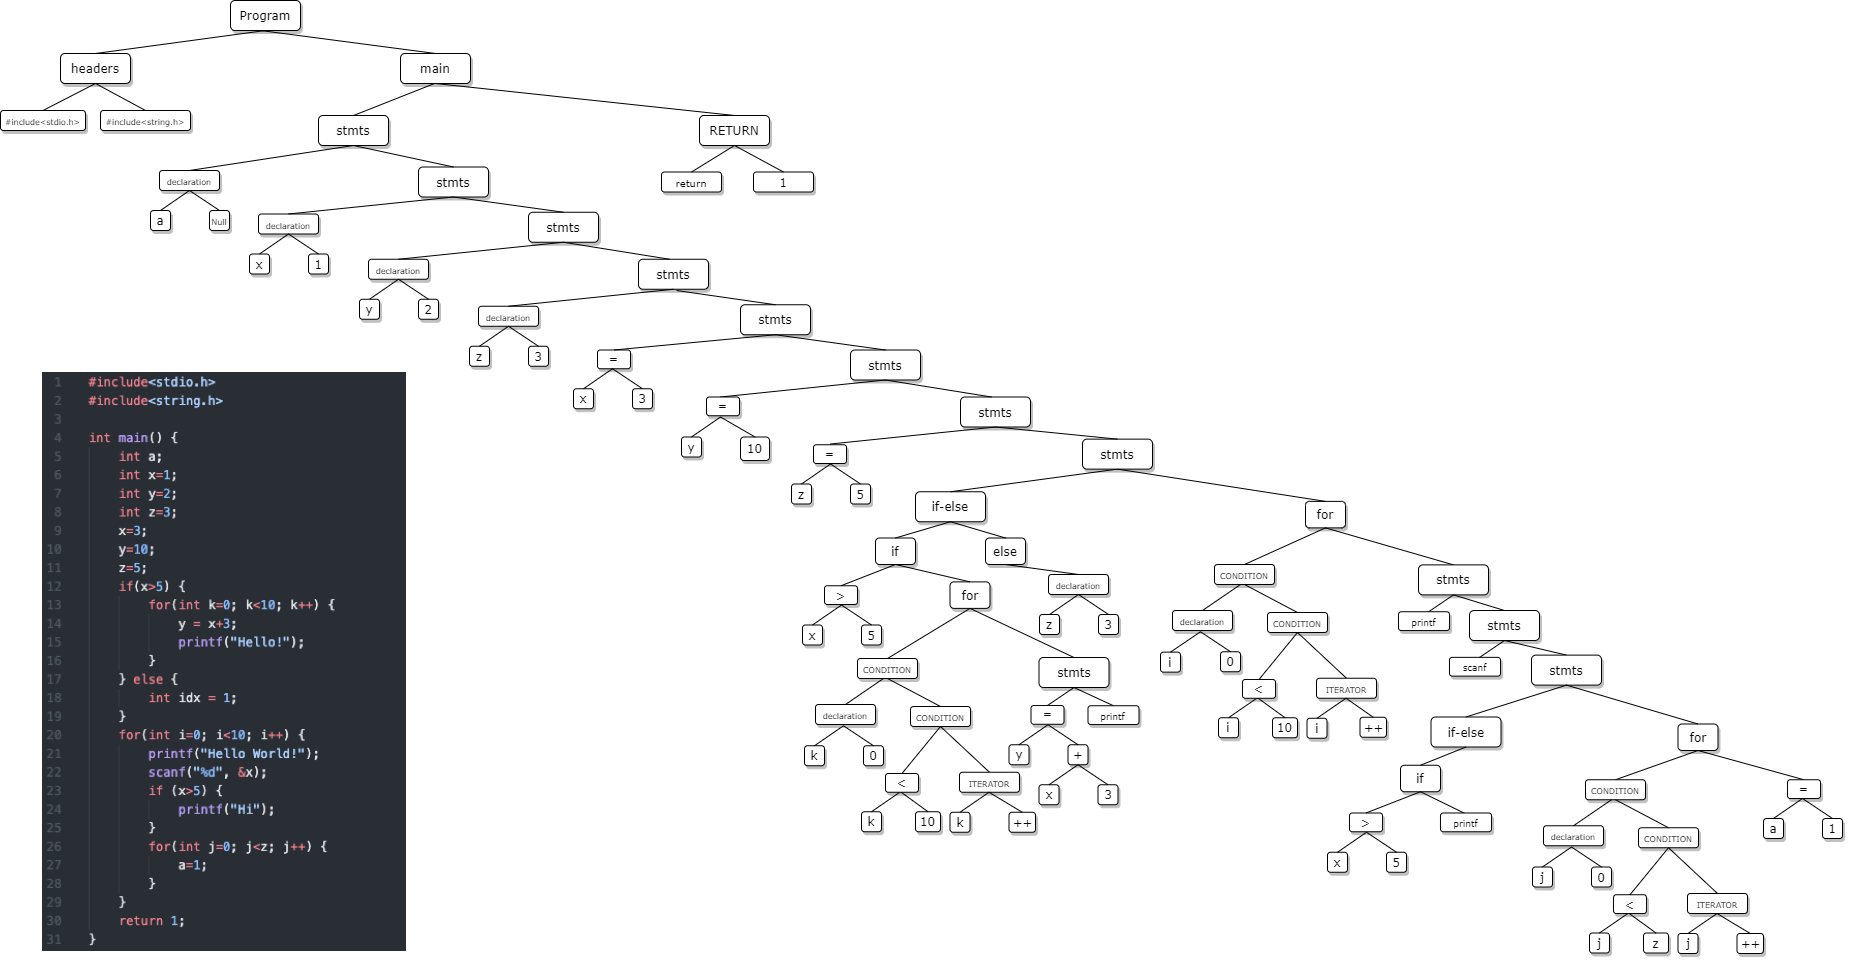 Program
headers
main
#include<stdio.h>
#include<string.h>
stmts
RETURN
declaration
stmts
return
1
a
Null
declaration
stmts
x
1
declaration
stmts
y
2
declaration
stmts
z
3
=
stmts
x
3
=
stmts
y
10
=
stmts
z
5
if-else
for
if
else
CONDITION
stmts
>
for
declaration
declaration
CONDITION
printf
stmts
x
5
z
3
i
0
scanf
stmts
CONDITION
stmts
<
ITERATOR
declaration
CONDITION
=
printf
i
10
i
++
if-else
for
k
0
y
+
<
ITERATOR
x
3
if
CONDITION
=
k
10
k
++
>
printf
declaration
CONDITION
a
1
x
5
j
0
<
ITERATOR
j
z
j
++
1 #include<stdio.h>
2 #include<string.h>
3
4 int main() {
5 int a;
6 int x=1;
7 int y=2;
8 int z=3;
9 x=3;
10 y=10;
11 z=5;
12 if(x>5) {
13 for(int k=0; k<10; k++) {
14 y = x+3;
15 printf("Hello!");
16 }
17 } else {
18 int idx = 1;
19 }
20 for(int i=0; i<10; i++) {
21 printf("Hello World!");
22 scanf("%d", &x);
23 if (x>5) {
24 printf("Hi");
25 }
26 for(int j=0; j<z; j++) {
27 a=1;
28 }
29 }
30 return 1;
31 }